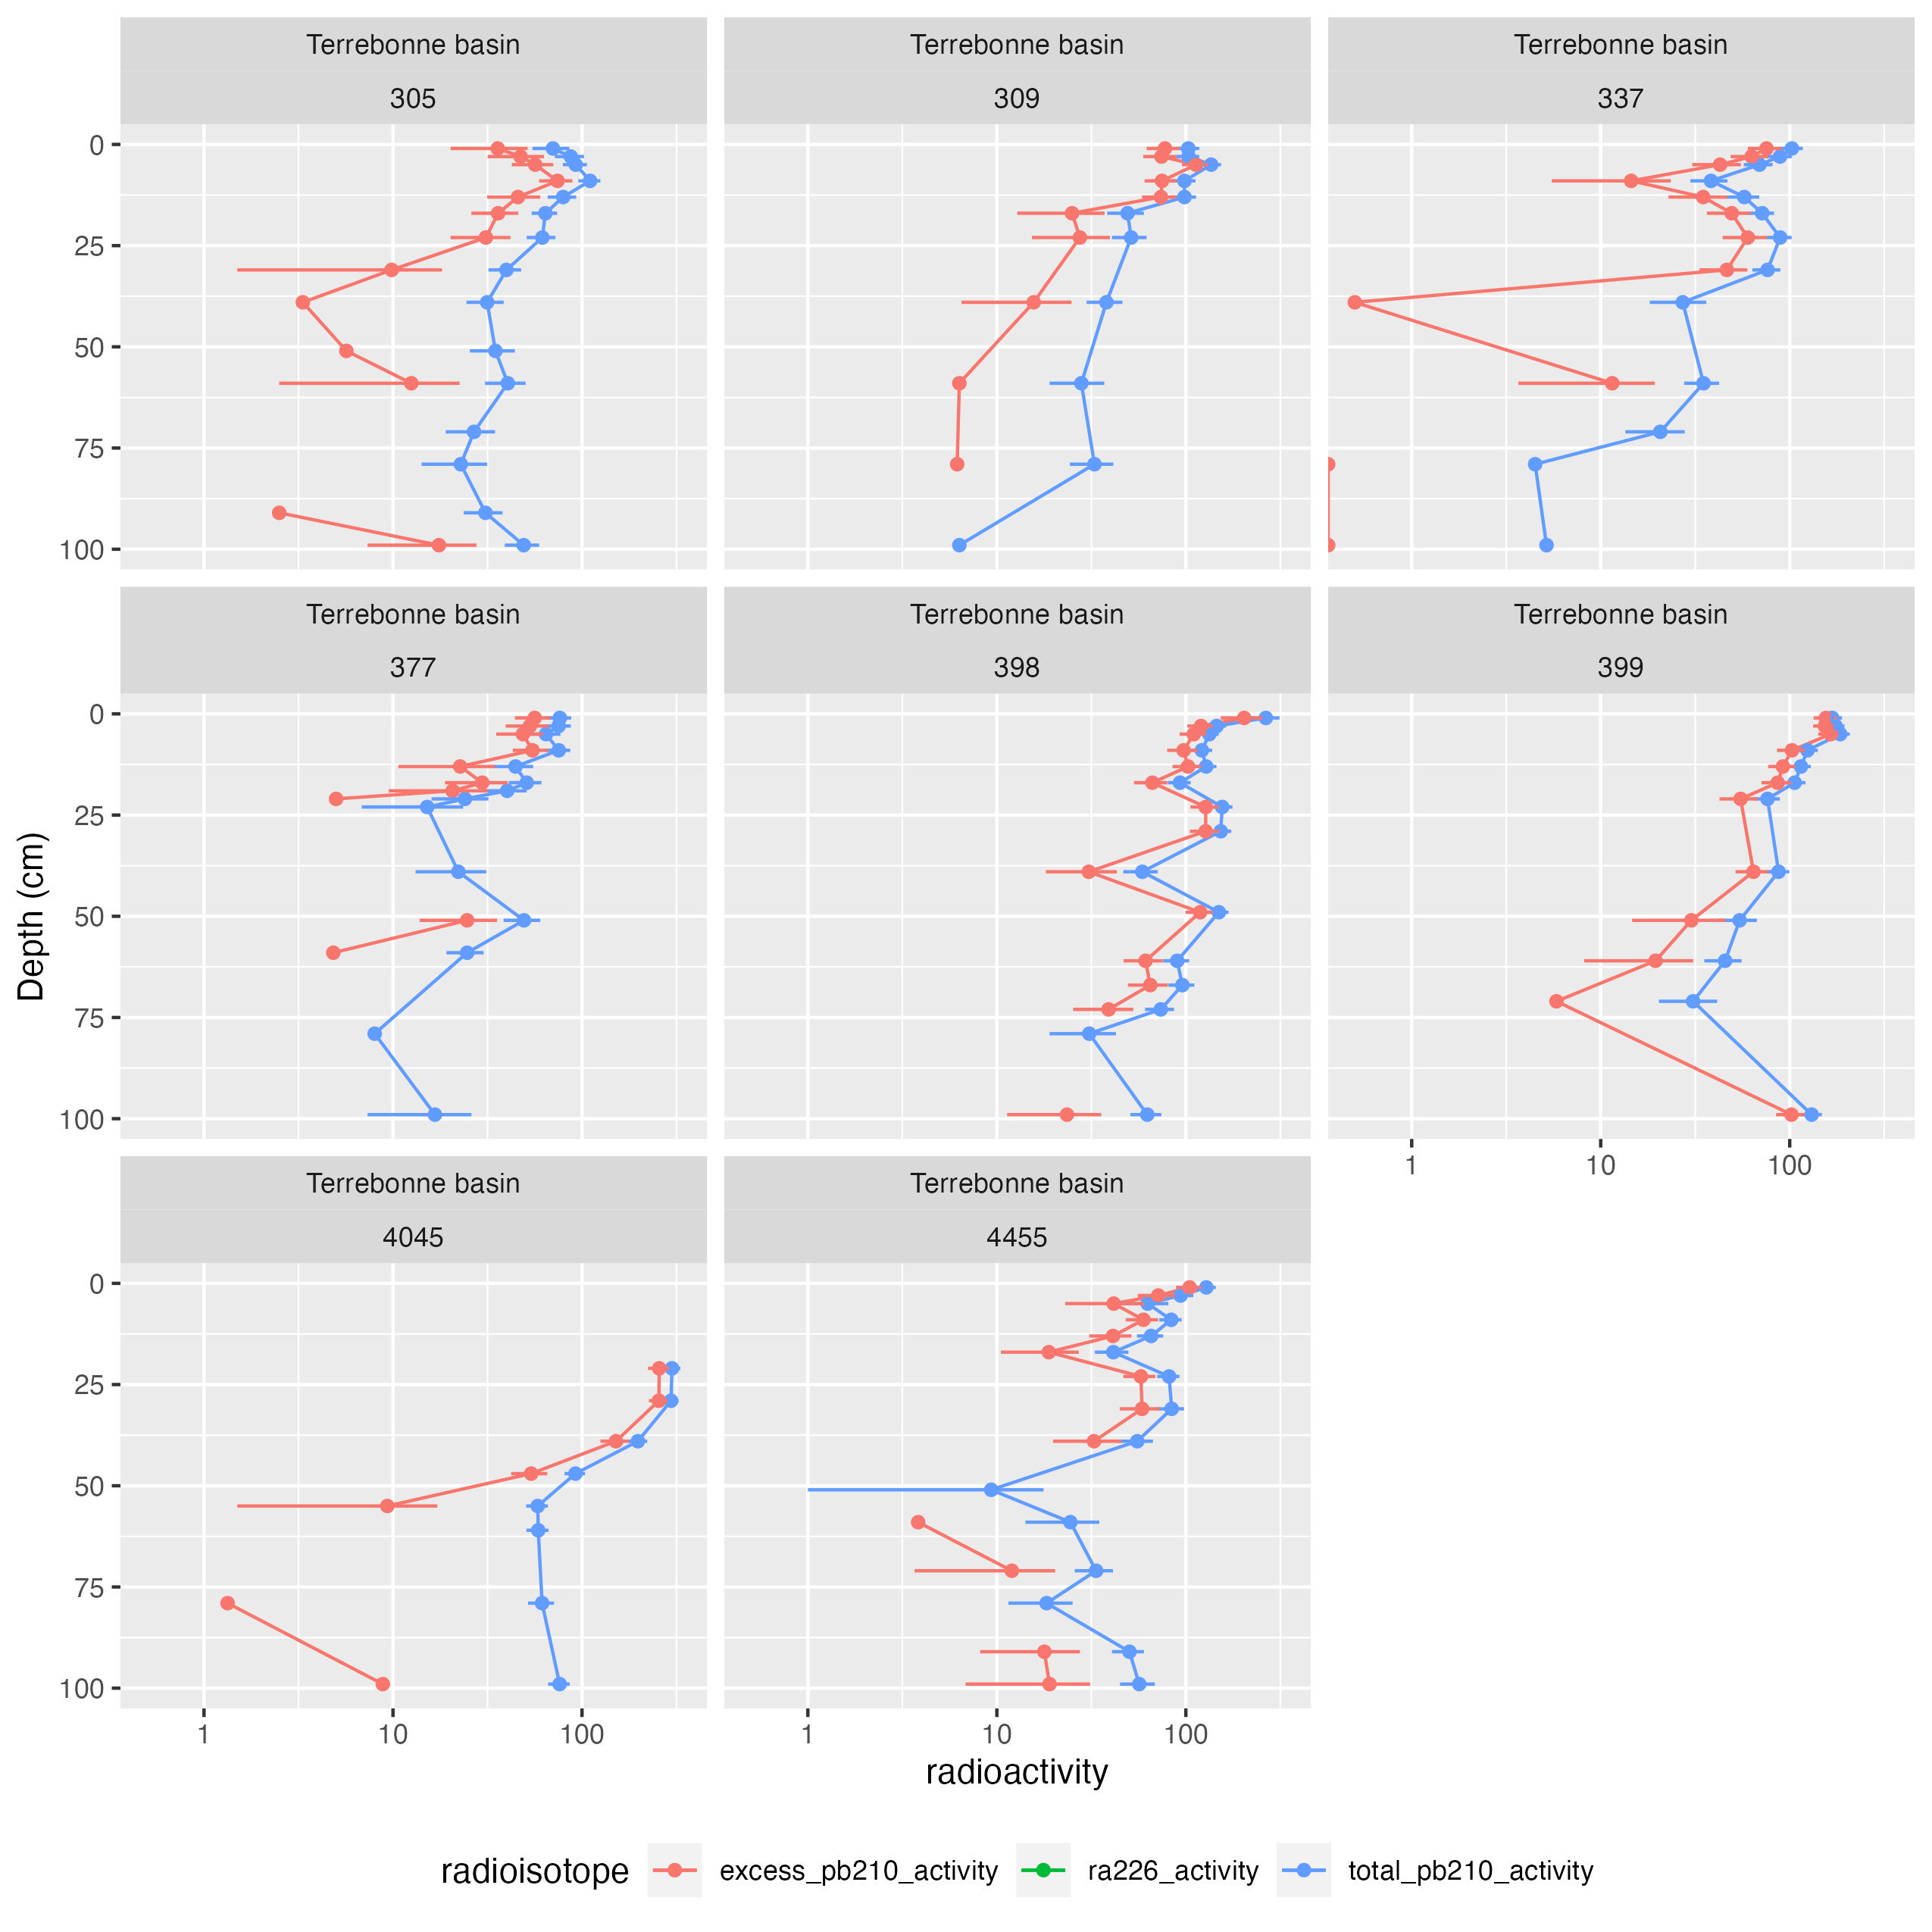 Terrebonne basin Terrebonne basin Terrebonne basin
305 309 337
0
25
50
75
100
Terrebonne basin Terrebonne basin Terrebonne basin
377 398 399
0
25
50
75
100
1 10 100
Terrebonne basin Terrebonne basin
4045 4455
0
25
50
75
100
1 10 100 1 10 100
Depth (cm)
radioactivity
radioisotope excess_pb210_activity ra226_activity total_pb210_activity